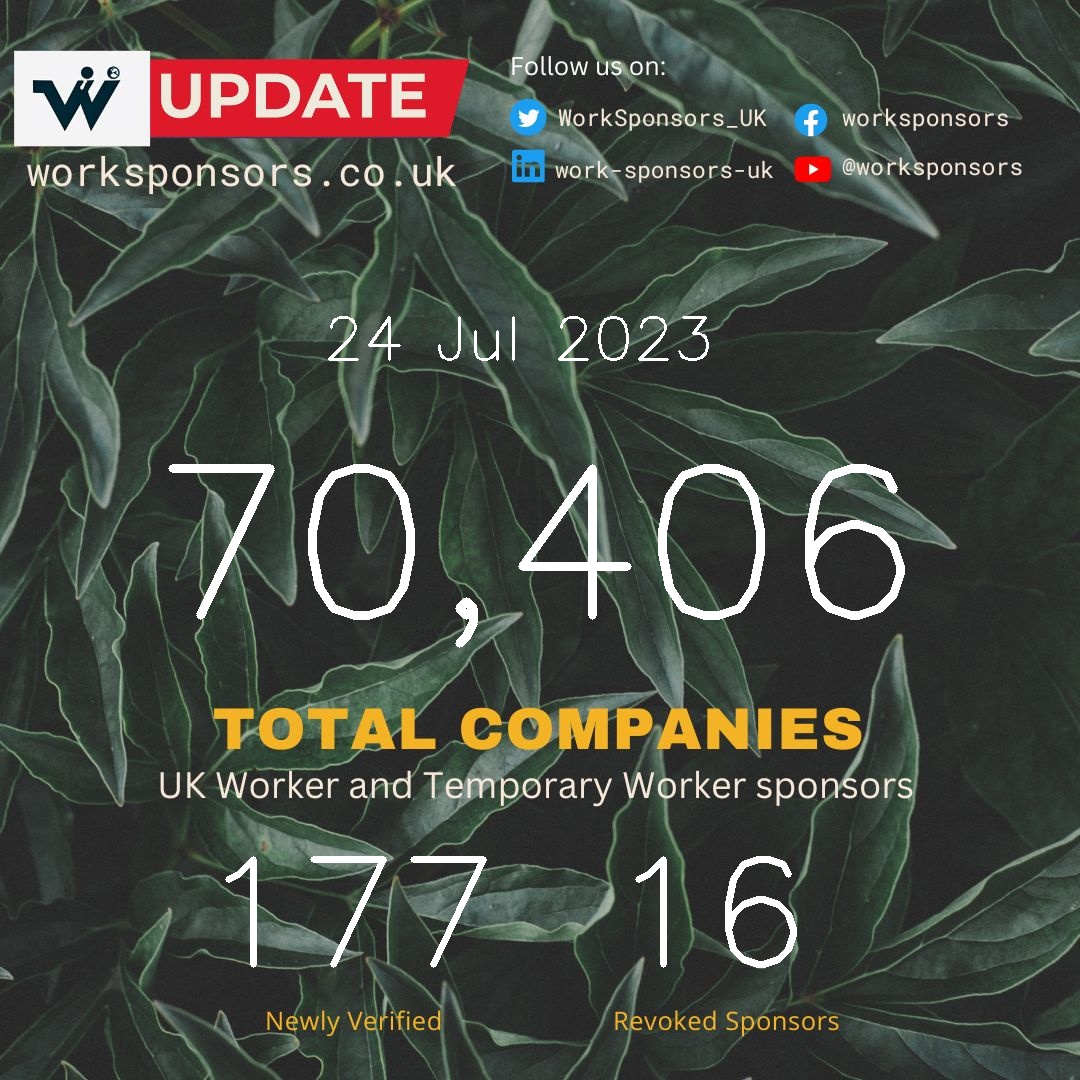 UPDATE
worksponsors.co.uk
Follow us on:
WorkSponsors_UK
worksponsors
work-sponsors-uk
@worksponsors
24 Jul 2023
70,406
TOTAL COMPANIES
UK Worker and Temporary Worker sponsors
177 16
Newly Verified Revoked Sponsors